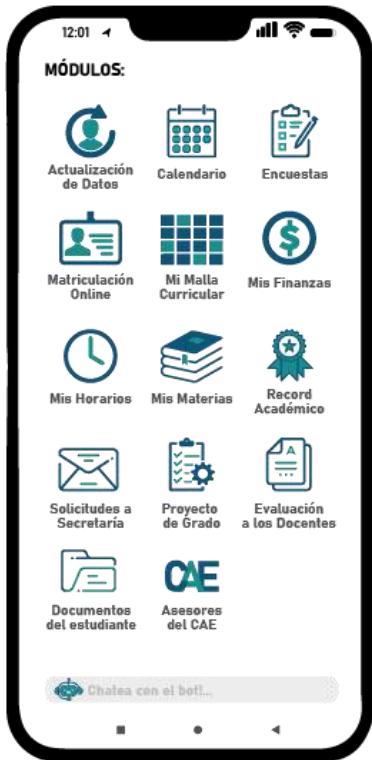 12:01
MÓDULOS:
Actualización
de Datos
Calendario
Encuestas
Matriculación
Online
Mi Malla
Curricular
Mis Finanzas
Mis Horarios
Mis Materias
Record
Académico
Solicitudes a
Secretaría
Proyecto
de Grado
A
Evaluación
a los Docentes
Documentos
del estudiante
CAE
Asesores
del CAE
Chatea con el bot!...